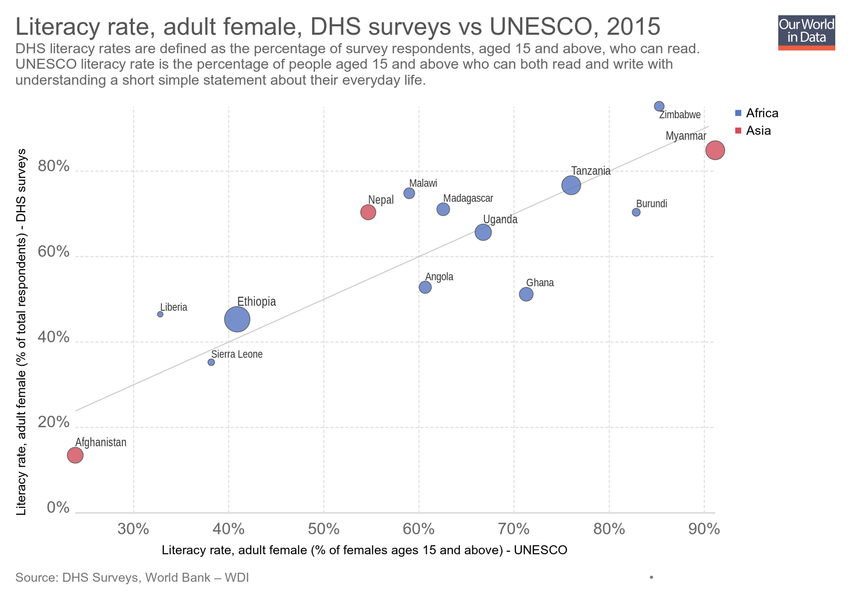 Literacy rate, adult female, DHS surveys vs UNESCO, 2015
Our World
in Data
DHS literacy rates are defined as the percentage of survey respondents, aged 15 and above, who can read.
UNESCO literacy rate is the percentage of people aged 15 and above who can both read and write with
understanding a short simple statement about their everyday life.
Africa
Asia
Zimbabwe
Myanmar
Tanzania
Malawi
Nepal
Madagascar
Burundi
Uganda
Angola
Ghana
Liberia
Ethiopia
Sierra Leone
Afghanistan
80%
60%
40%
20%
0%
Literacy rate, adult female (% of total respondents) - DHS surveys
30%
40%
50%
60%
70%
80%
90%
Literacy rate, adult female (% of females ages 15 and above) - UNESCO
Source: DHS Surveys, World Bank – WDI
•